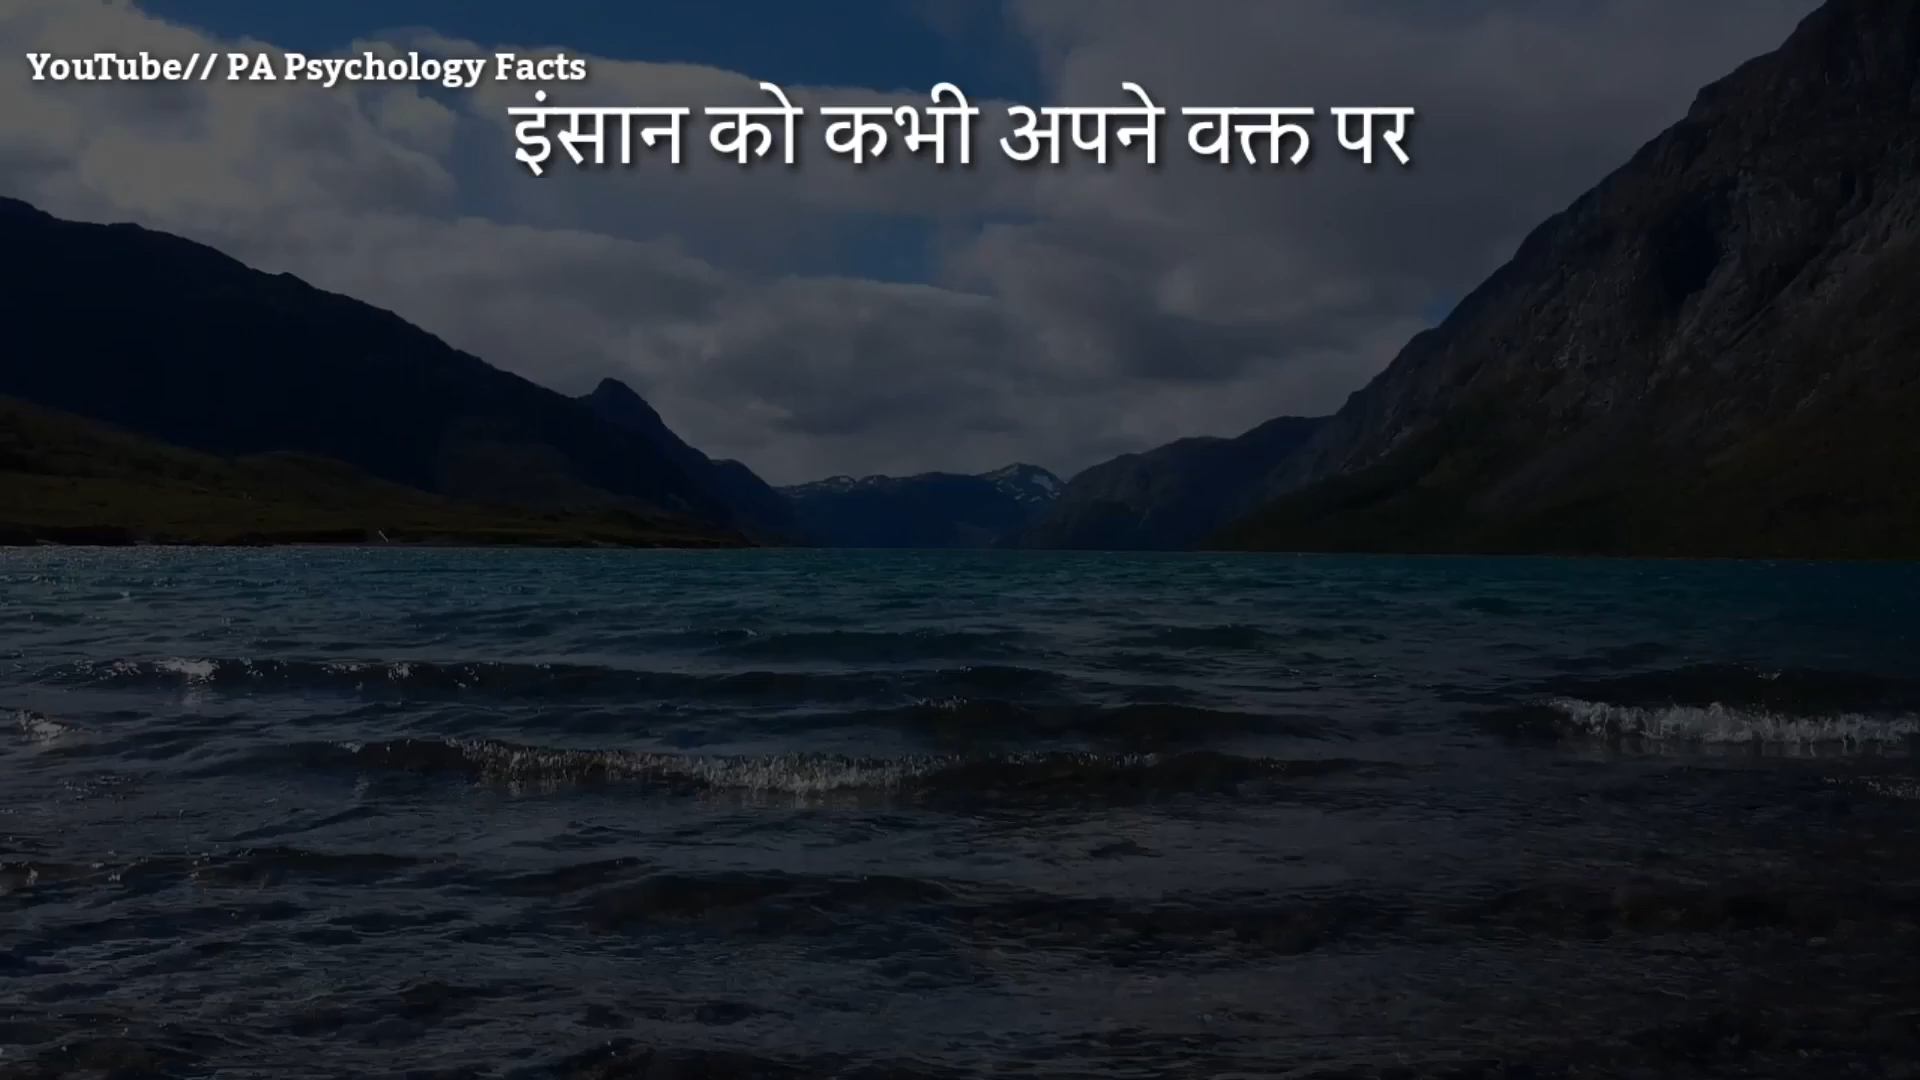 YouTube// PA Psychology Facts
इंसान को कभी अपने वक्त पर